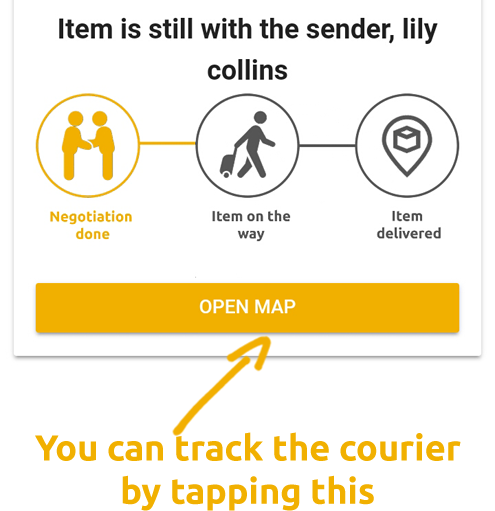 Item is still with the sender, lily
collins
Negotiation
done
Item on the
way
Item
delivered
OPEN MAP
You can track the courier
by tapping this